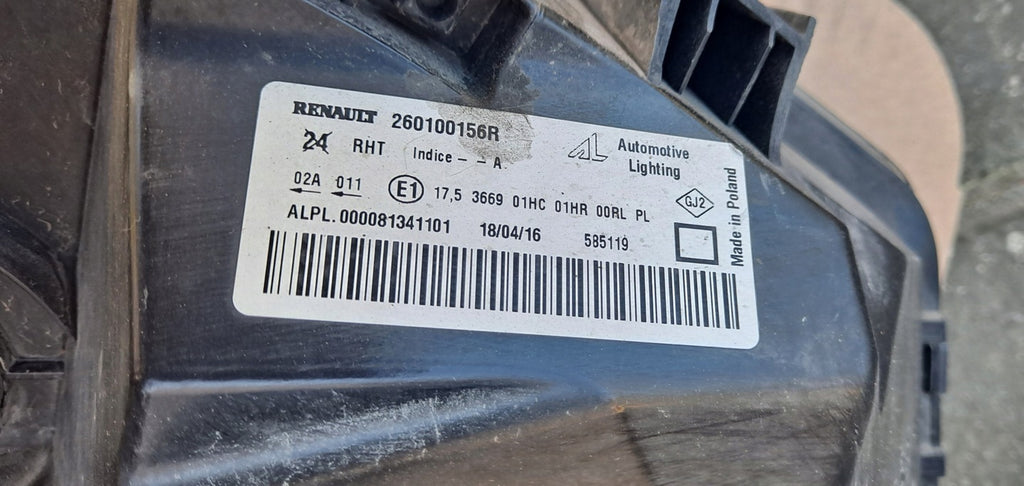 RENAULT 260100156R
24 RHT Indice - - A
AL Automotive Lighting
02A 011 E1 17,5 3669 01HC 01HR 00RL PL
GJ2
ALPL.000081341101 18/04/16 585119
Made in Poland